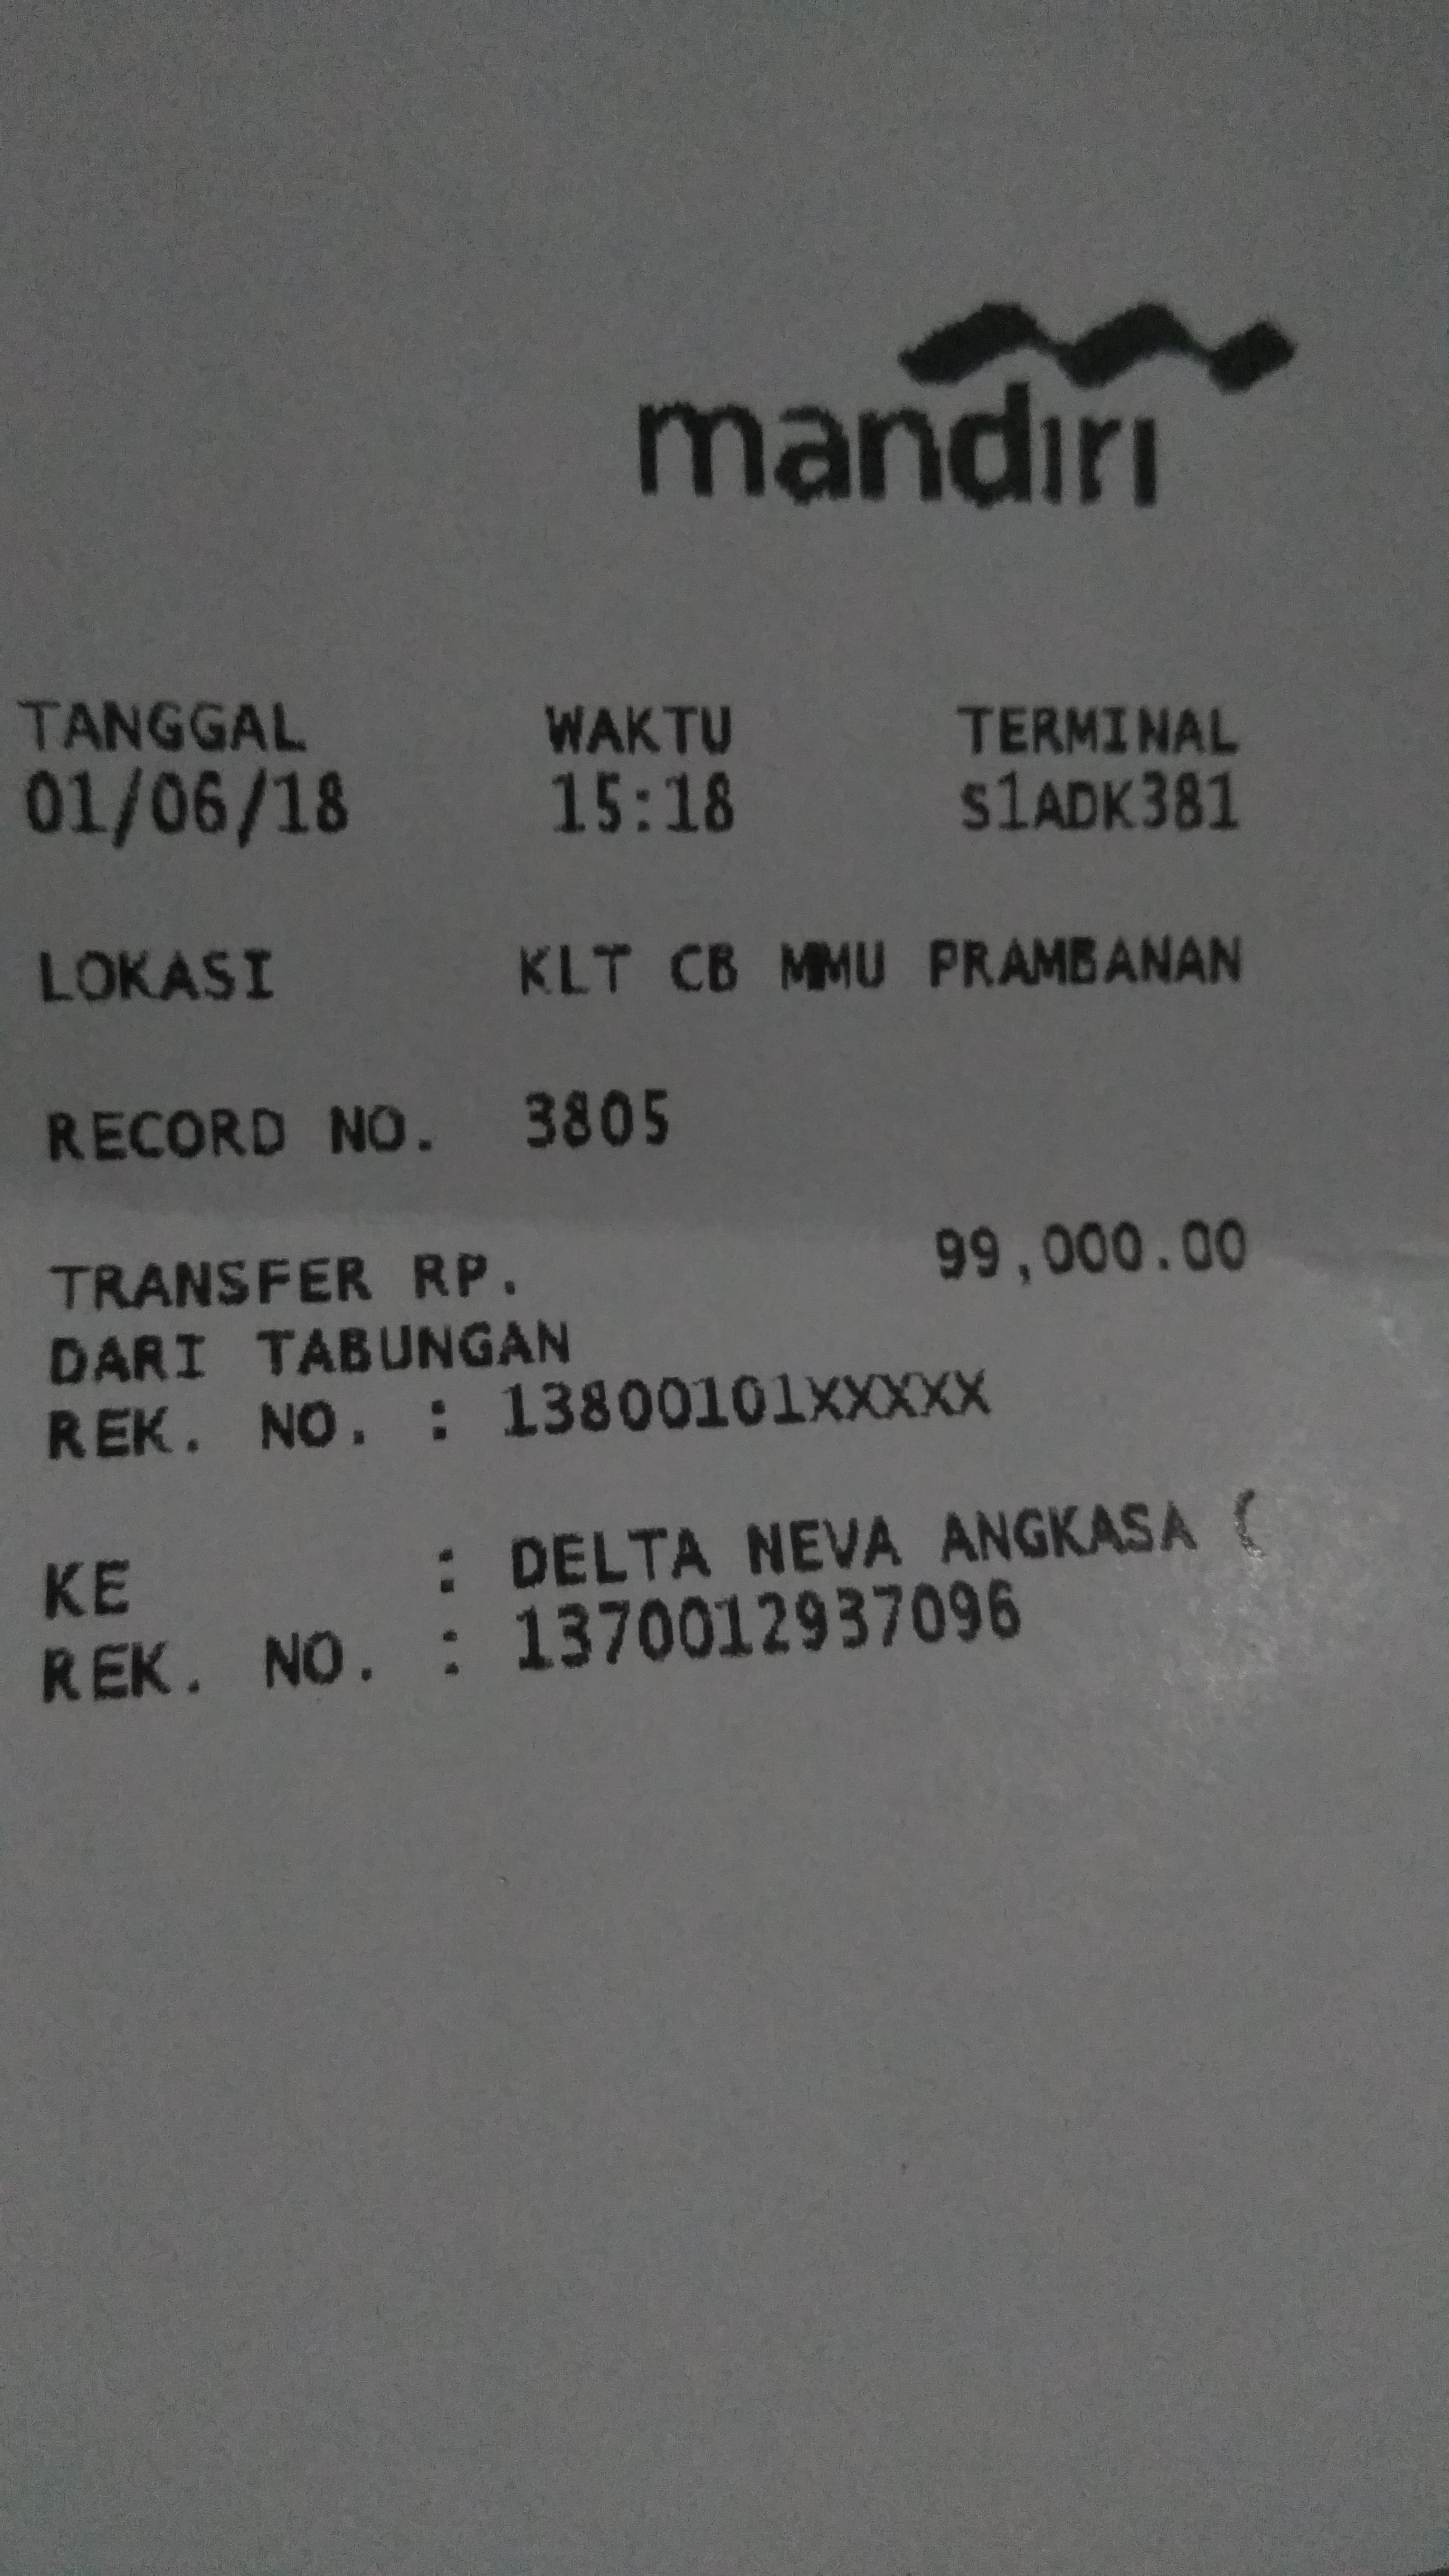 mandiri
TANGGAL WAKTU TERMINAL
01/06/18 15:18 S1ADK381
LOKASI KLT CB MMU PRAMBANAN
RECORD NO. 3805
TRANSFER RP. 99,000.00
DARI TABUNGAN
REK. NO. : 13800101XXXXX
KE : DELTA NEVA ANGKASA (
REK. NO. : 1370012937096